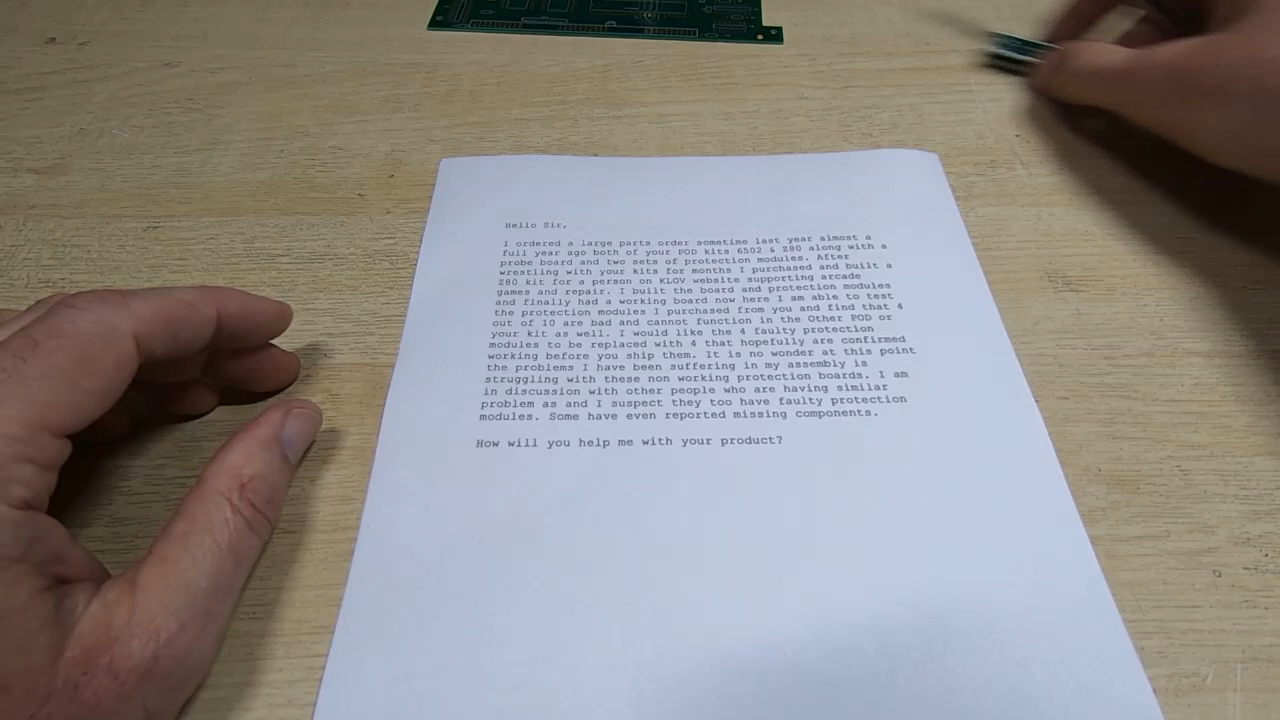 Hello Sir,
I ordered a large parts order sometime last year almost a
full year ago both of your POD kits 6502 & Z80 along with a
probe board and two sets of protection modules. After
wrestling with your kits for months I purchased and built a
Z80 kit for a person on KLOV website supporting arcade
games and repair. I built the board and protection modules
and finally had a working board now here I am able to test
the protection modules I purchased from you and find that 4
out of 10 are bad and cannot function in the Other POD or
your kit as well. I would like the 4 faulty protection
modules to be replaced with 4 that hopefully are confirmed
working before you ship them. It is no wonder at this point
the problems I have been suffering in my assembly is
struggling with these non working protection boards. I am
in discussion with other people who are having similar
problem as and I suspect they too have faulty protection
modules. Some have even reported missing components.
How will you help me with your product?